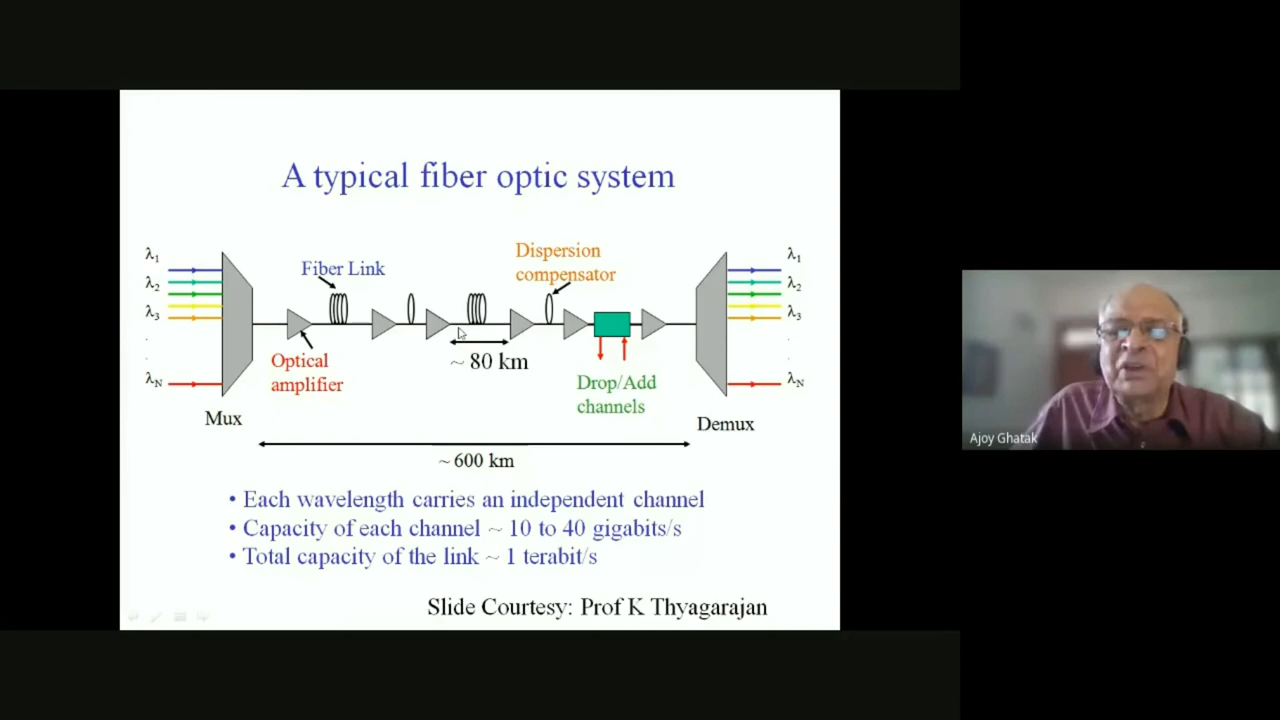 A typical fiber optic system
λ1
λ2
λ3
.
.
λN
Mux
Fiber Link
Optical
amplifier
~ 80 km
Dispersion
compensator
Drop/Add
channels
λ1
λ2
λ3
.
.
λN
Demux
~ 600 km
• Each wavelength carries an independent channel
• Capacity of each channel ~ 10 to 40 gigabits/s
• Total capacity of the link ~ 1 terabit/s
Slide Courtesy: Prof K Thyagarajan
Ajoy Ghatak